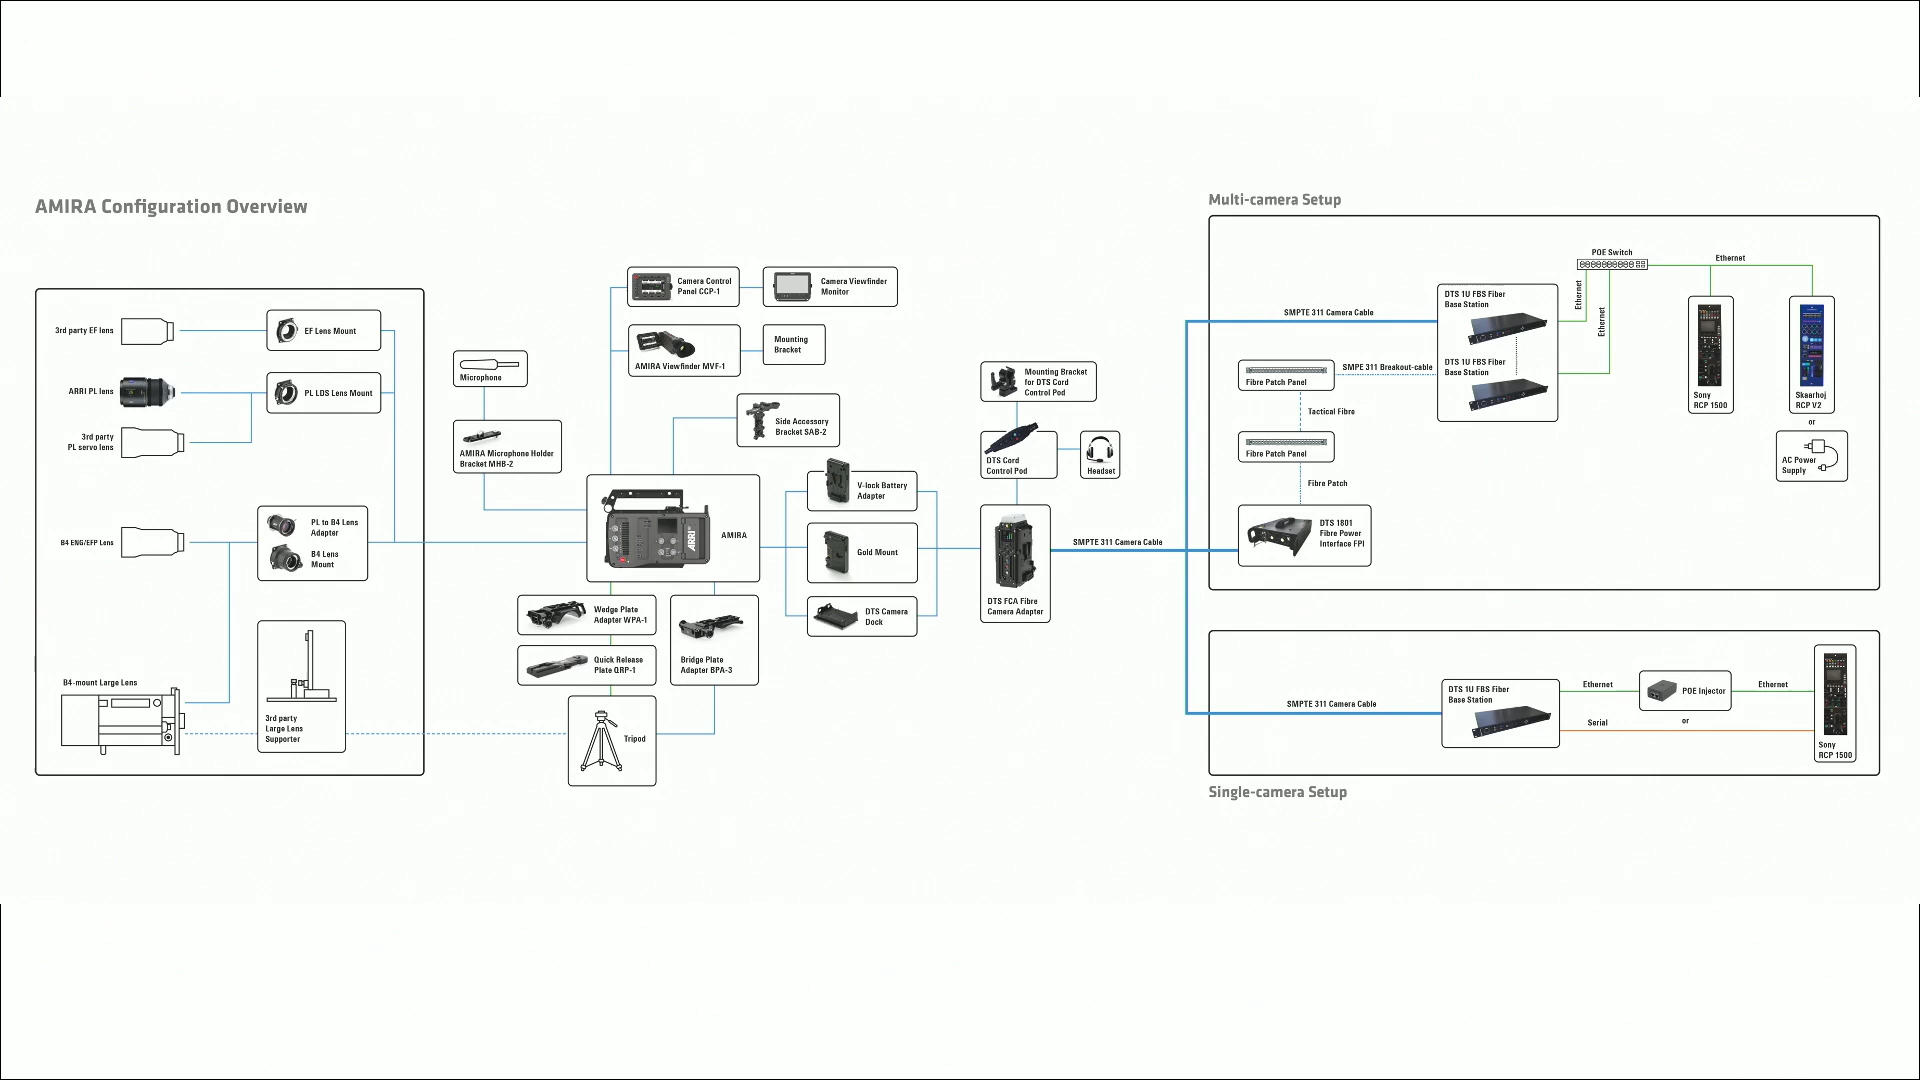 AMIRA Configuration Overview
3rd party EF lens
EF Lens Mount
ARRI PL lens
PL LDS Lens Mount
3rd party
PL servo lens
B4 ENG/EFP Lens
PL to B4 Lens
Adapter
B4 Lens
Mount
B4-mount Large Lens
3rd party
Large Lens
Supporter
Microphone
AMIRA Microphone Holder
Bracket MHB-2
Camera Control
Panel CCP-1
Camera Viewfinder
Monitor
AMIRA Viewfinder MVF-1
Mounting
Bracket
Side Accessory
Bracket SAB-2
ARRI
AMIRA
Wedge Plate
Adapter WPA-1
Quick Release
Plate QRP-1
Bridge Plate
Adapter BPA-3
Tripod
V-lock Battery
Adapter
Gold Mount
DTS Camera
Dock
Mounting Bracket
for DTS Cord
Control Pod
DTS Cord
Control Pod
Headset
DTS FCA Fibre
Camera Adapter
SMPTE 311 Camera Cable
Multi-camera Setup
SMPTE 311 Camera Cable
DTS 1U FBS Fiber
Base Station
DTS 1U FBS Fiber
Base Station
POE Switch
Ethernet
Ethernet
Ethernet
Fibre Patch Panel
SMPE 311 Breakout-cable
Tactical Fibre
Fibre Patch Panel
Fibre Patch
DTS 1801
Fibre Power
Interface FPI
Sony
RCP 1500
Skaarhoj
RCP V2
or
AC Power
Supply
SMPTE 311 Camera Cable
DTS 1U FBS Fiber
Base Station
Ethernet
POE Injector
Ethernet
or
Serial
Sony
RCP 1500
Single-camera Setup